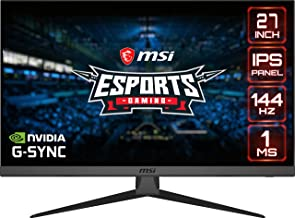 msi
ESPORTS
GAMING
NVIDIA
G-SYNC
27
INCH
IPS
PANEL
144
HZ
1
MS
msi